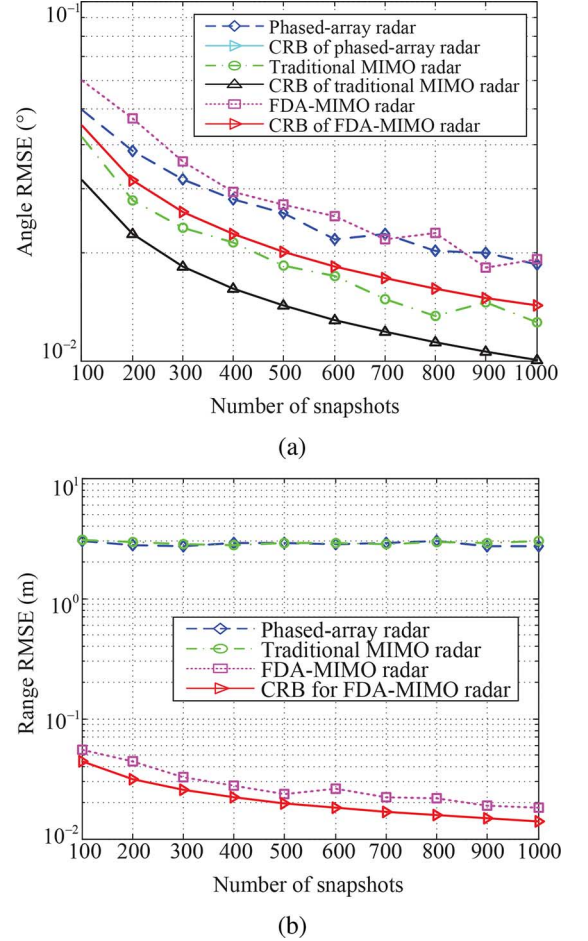 10⁻¹
Phased-array radar
CRB of phased-array radar
Traditional MIMO radar
CRB of traditional MIMO radar
FDA-MIMO radar
CRB of FDA-MIMO radar
Angle RMSE (°)
10⁻²
100 200 300 400 500 600 700 800 900 1000
Number of snapshots
(a)
10¹
10⁰
Phased-array radar
Traditional MIMO radar
FDA-MIMO radar
CRB for FDA-MIMO radar
Range RMSE (m)
10⁻¹
10⁻²
100 200 300 400 500 600 700 800 900 1000
Number of snapshots
(b)